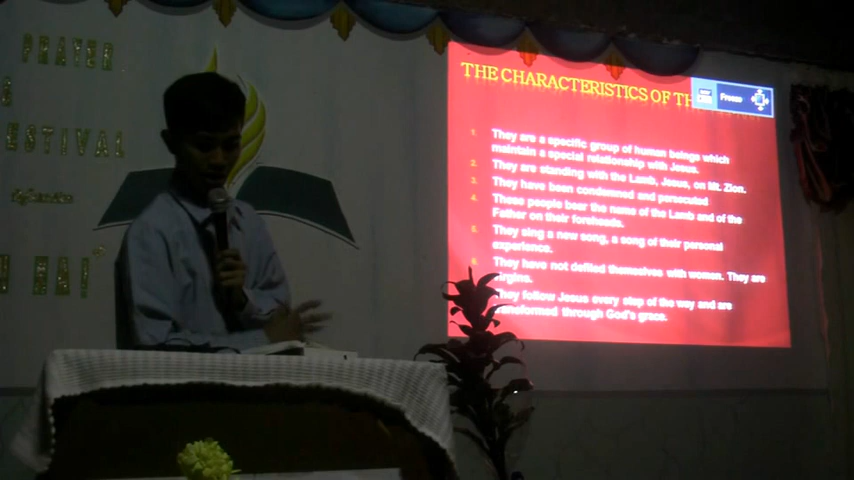 PRAYER
& 
ESTIVAL
M HAI
THE CHARACTERISTICS OF TH
Freeze
1. They are a specific group of human beings which
maintain a special relationship with Jesus.
2. They are standing with the Lamb, Jesus, on Mt. Zion.
3. They have been condemned and persecuted
4. These people bear the name of the Lamb and of the
Father on their foreheads.
5. They sing a new song, a song of their personal
experience.
6. They have not defiled themselves with women. They are
virgins.
They follow Jesus every step of the way and are
transformed through God's grace.